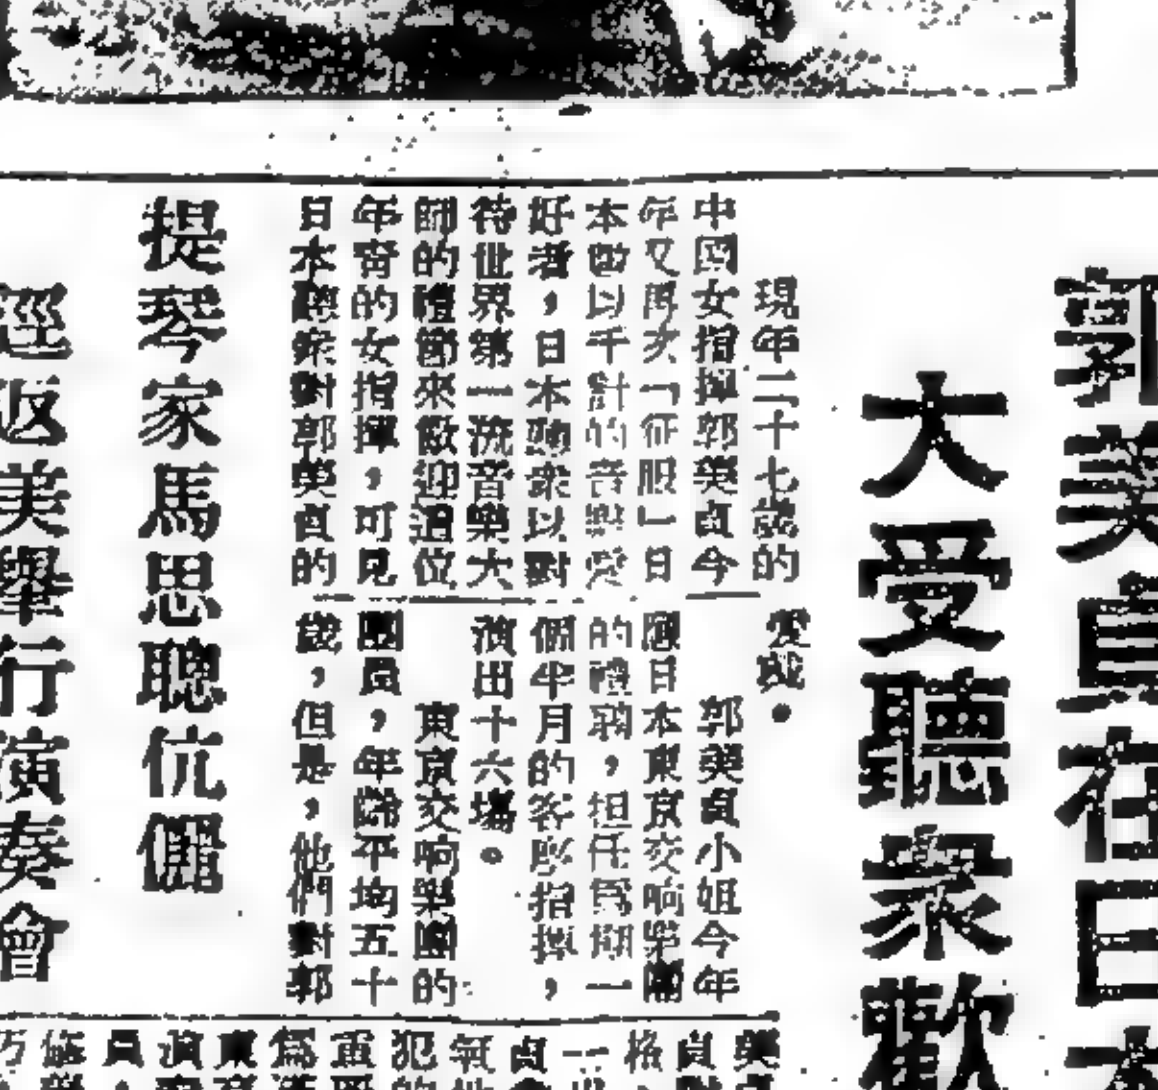 郭美貞在日
大受聽衆歡
現年二十七歲的
中國女指揮郭美貞今
年又再次「征服」日
本數以千計的音樂愛
好者，日本聽衆以對
待世界第一流音樂大
師的禮節來歡迎這位
年青的女指揮，可見
日本聽衆對郭美貞的
愛戴。
郭美貞小姐今年
應日本東京交响樂團
的禮聘，担任爲期一
個半月的客席指揮，
演出十六場。
東京交响樂團的
團員，年齡平均五十
歲，但是，他們對郭
提琴家馬思聰伉儷
返美舉行演奏會